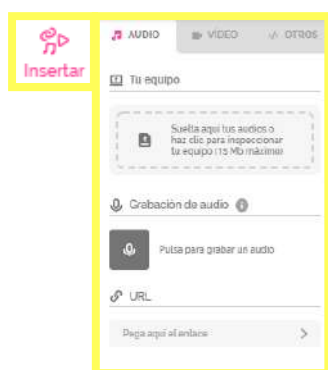 Insertar
AUDIO
VÍDEO
OTROS
Tu equipo
Suelta aquí tus audios o
haz clic para inspeccionar
tu equipo (15 Mb máximo)
Grabación de audio
Pulsa para grabar un audio
URL
Pega aquí el enlace